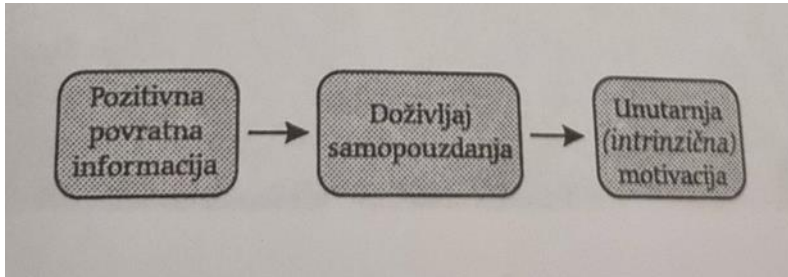 Pozitivna
povratna
informacija
Doživljaj
samopouzdanja
Unutarnja
(intrinzična)
motivacija